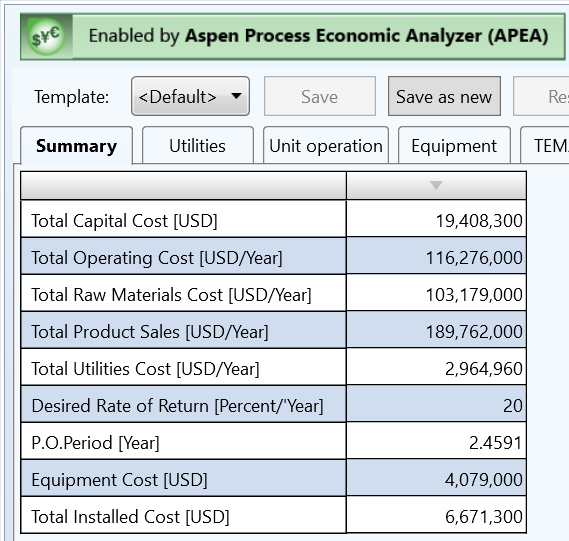 $¥€ Enabled by Aspen Process Economic Analyzer (APEA)
Template: <Default> Save Save as new
Summary Utilities Unit operation Equipment
Total Capital Cost [USD] 19,408,300
Total Operating Cost [USD/Year] 116,276,000
Total Raw Materials Cost [USD/Year] 103,179,000
Total Product Sales [USD/Year] 189,762,000
Total Utilities Cost [USD/Year] 2,964,960
Desired Rate of Return [Percent/'Year] 20
P.O.Period [Year] 2.4591
Equipment Cost [USD] 4,079,000
Total Installed Cost [USD] 6,671,300